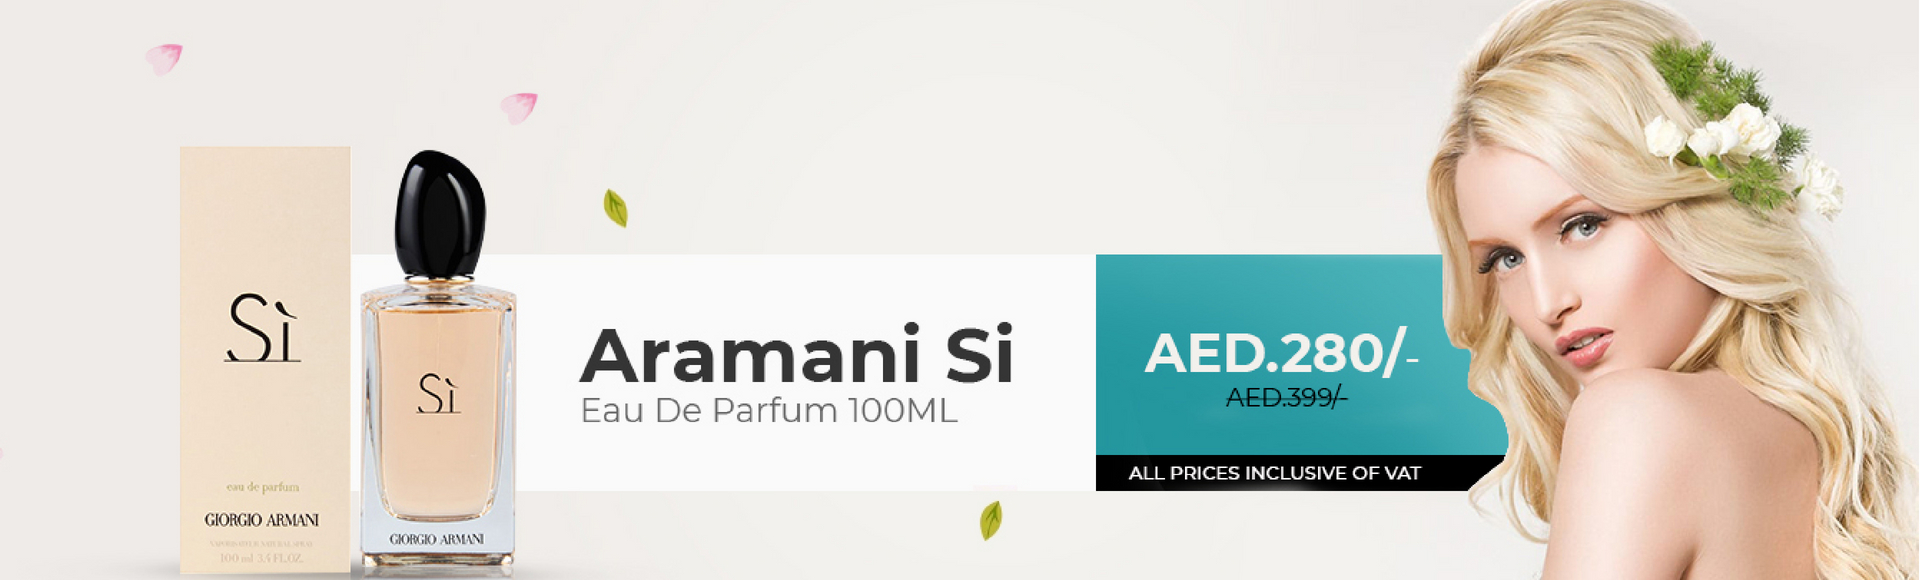 Sì
eau de parfum
GIORGIO ARMANI
VAPORISATEUR NATURAL SPRAY
100 ml 3.4 FL.OZ.
Sì
GIORGIO ARMANI
Aramani Si
Eau De Parfum 100ML
AED.280/-
AED.399/-
ALL PRICES INCLUSIVE OF VAT